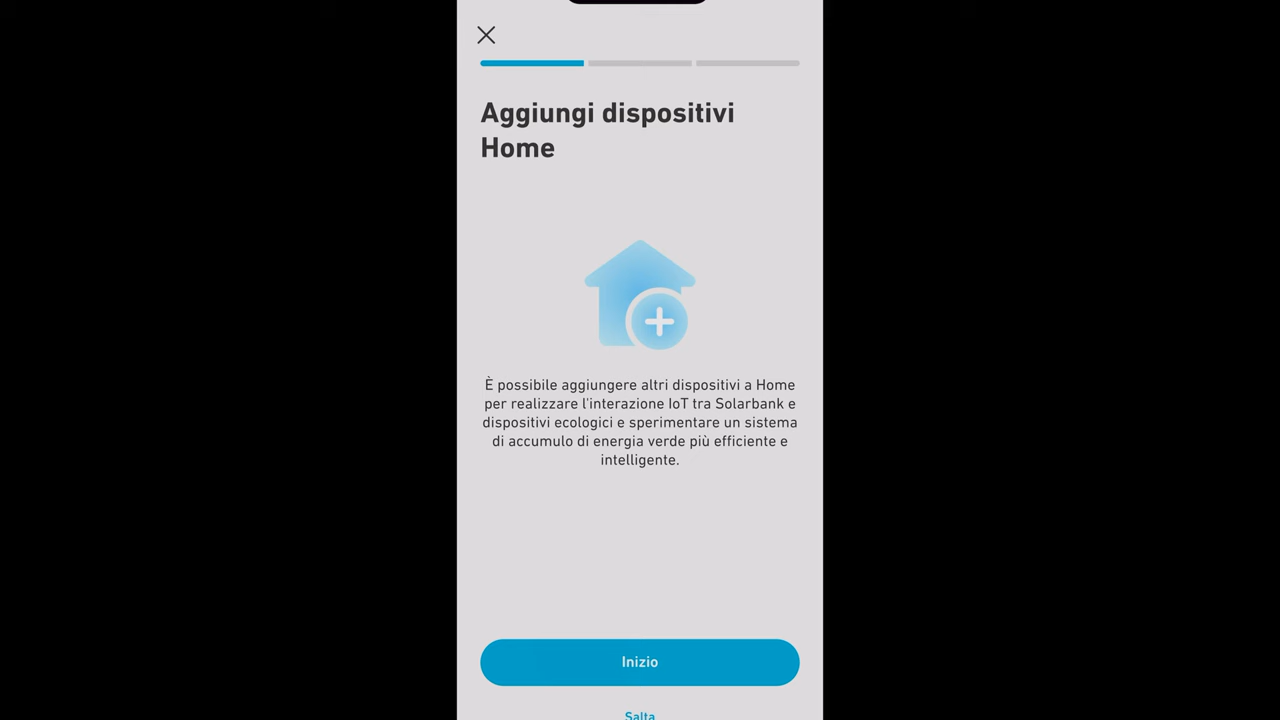 Aggiungi dispositivi
Home
È possibile aggiungere altri dispositivi a Home
per realizzare l'interazione IoT tra Solarbank e
dispositivi ecologici e sperimentare un sistema
di accumulo di energia verde più efficiente e
intelligente.
Inizio
Salta